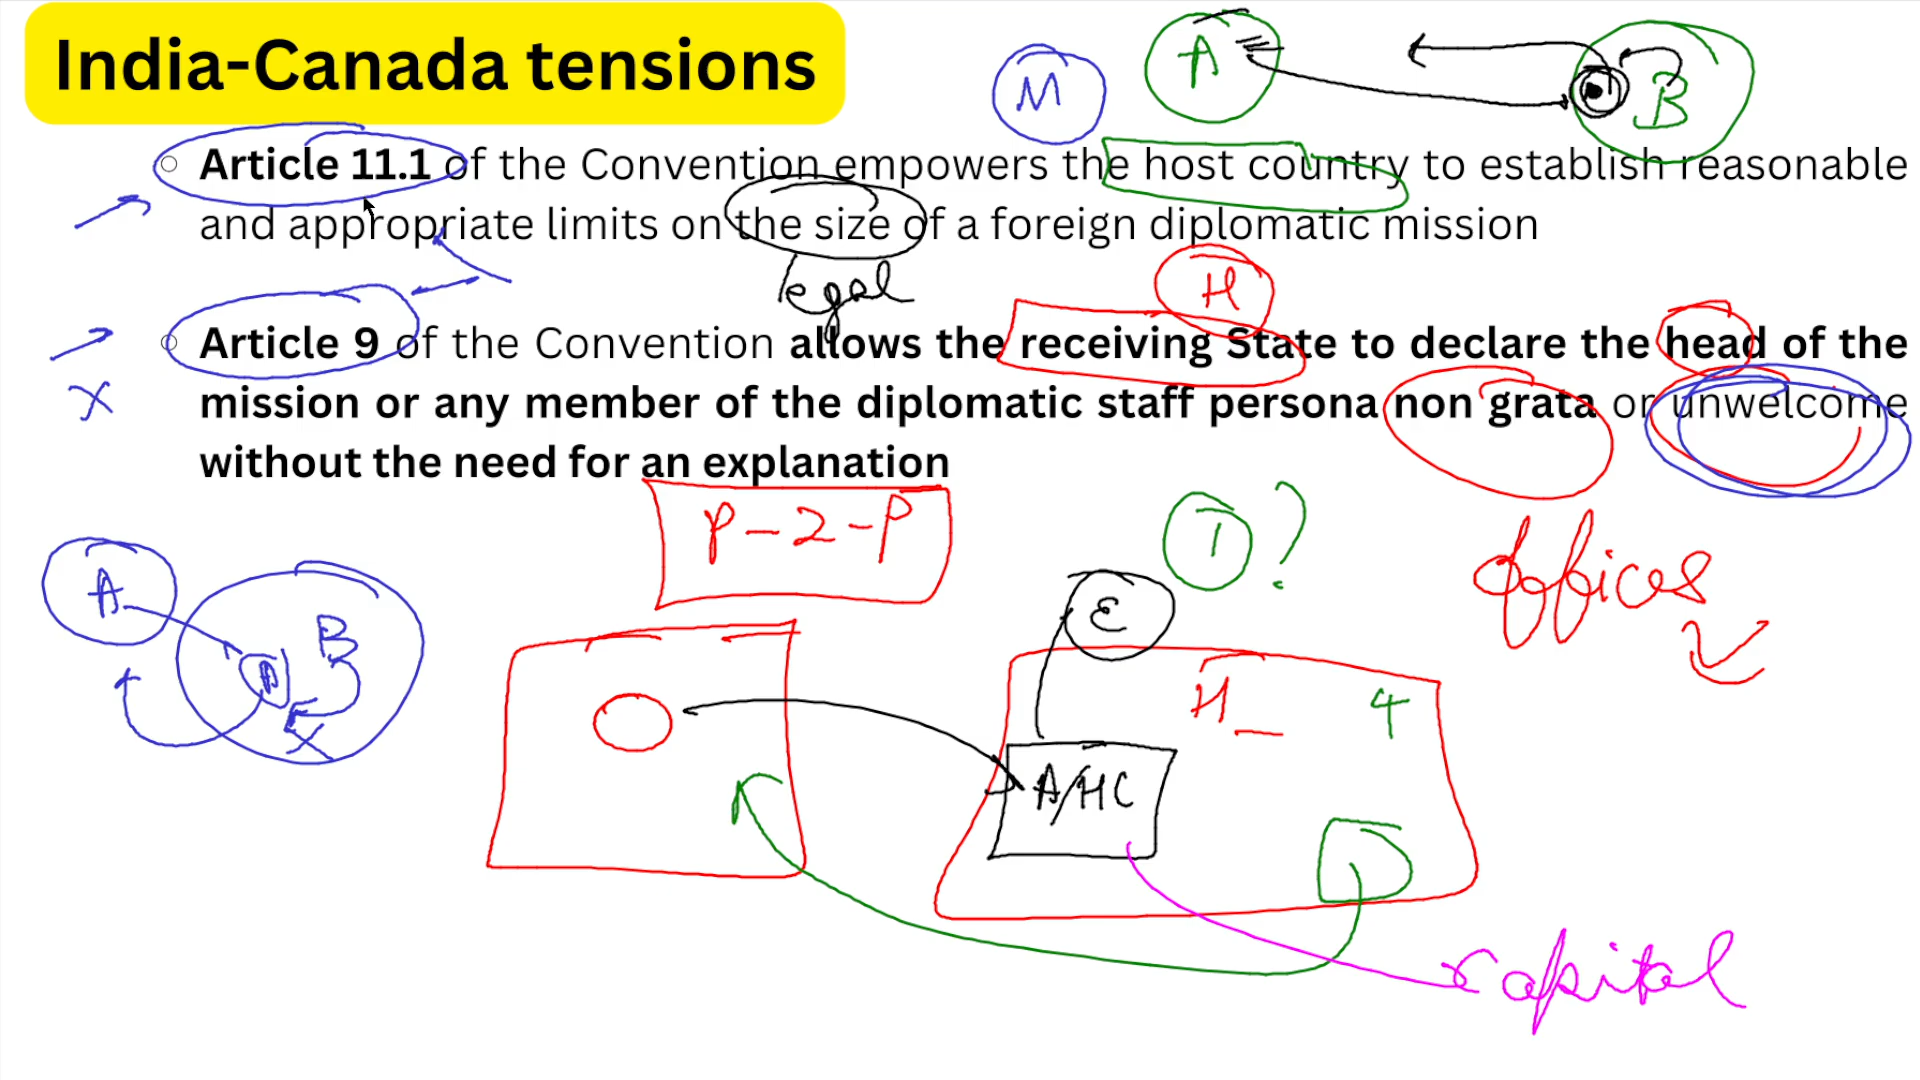 India-Canada tensions
M
A
B
Article 11.1 of the Convention empowers the host country to establish reasonable
and appropriate limits on the size of a foreign diplomatic mission
legal
H
Article 9 of the Convention allows the receiving State to declare the head of the
mission or any member of the diplomatic staff persona non grata or unwelcome
without the need for an explanation
P-2-P
I ?
offices
A
B
A
E
H
4
A/HC
capital